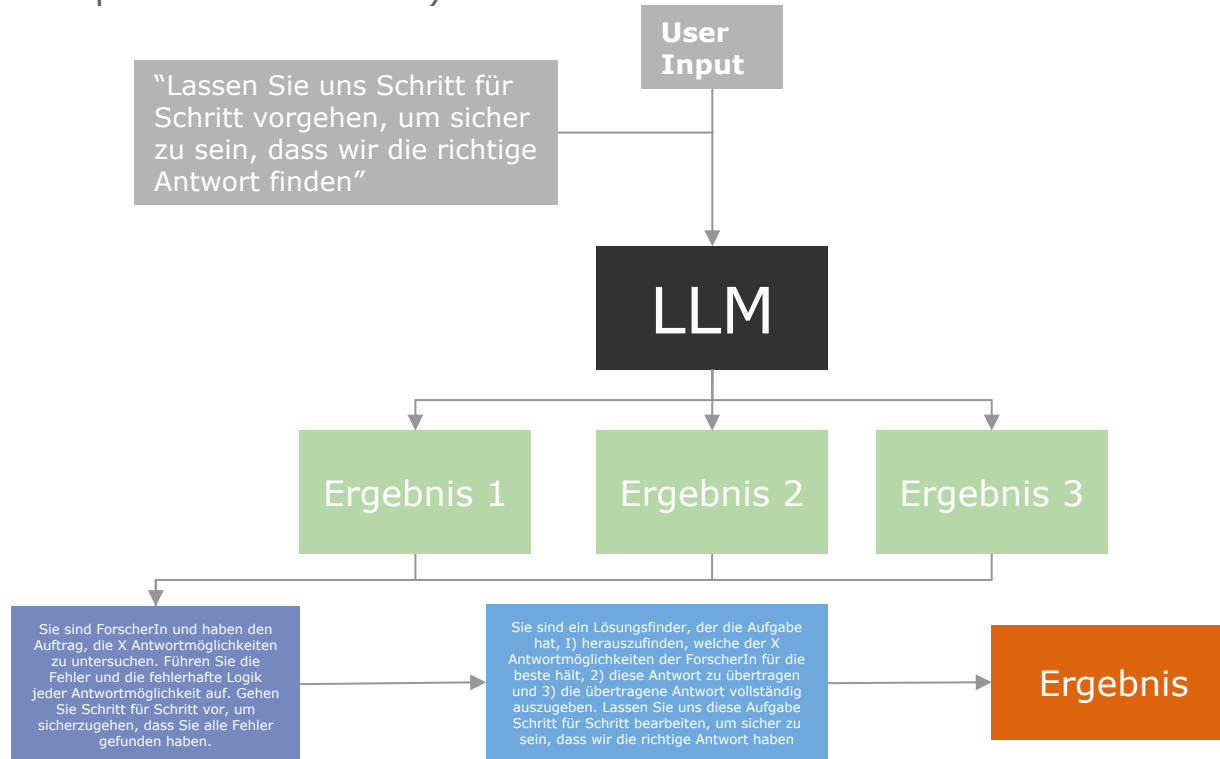 User
Input
“Lassen Sie uns Schritt für
Schritt vorgehen, um sicher
zu sein, dass wir die richtige
Antwort finden”
LLM
Ergebnis 1
Ergebnis 2
Ergebnis 3
Sie sind ForscherIn und haben den
Auftrag, die X Antwortmöglichkeiten
zu untersuchen. Führen Sie die
Fehler und die fehlerhafte Logik
jeder Antwortmöglichkeit auf. Gehen
Sie Schritt für Schritt vor, um
sicherzugehen, dass Sie alle Fehler
gefunden haben.
Sie sind ein Lösungsfinder, der die Aufgabe
hat, I) herauszufinden, welche der X
Antwortmöglichkeiten der ForscherIn für die
beste hält, 2) diese Antwort zu übertragen
und 3) die übertragene Antwort vollständig
auszugeben. Lassen Sie uns diese Aufgabe
Schritt für Schritt bearbeiten, um sicher zu
sein, dass wir die richtige Antwort haben
Ergebnis